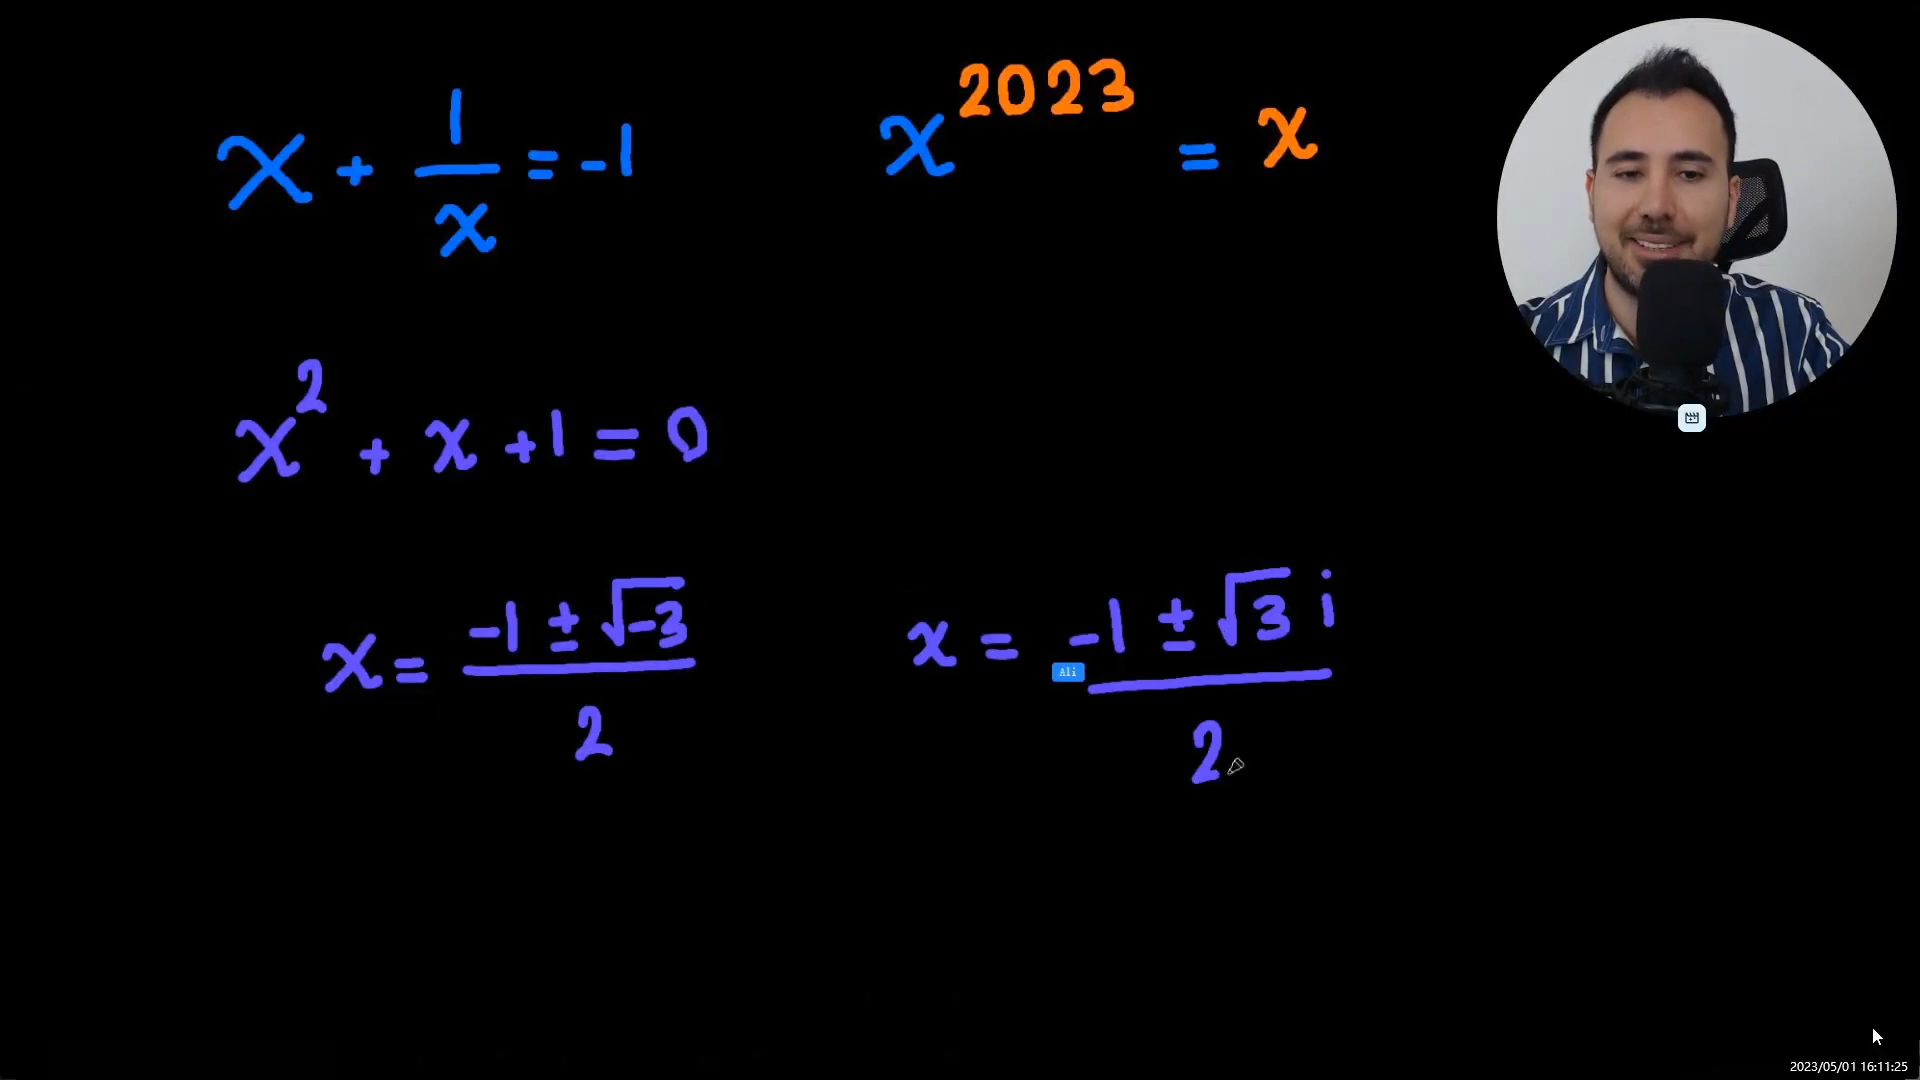 x + 1/x = -1
x^2023 = x
x^2 + x + 1 = 0
x = (-1 ± √-3)/2
x = (-1 ± √3 i)/2
Ali
2023/05/01 16:11:25